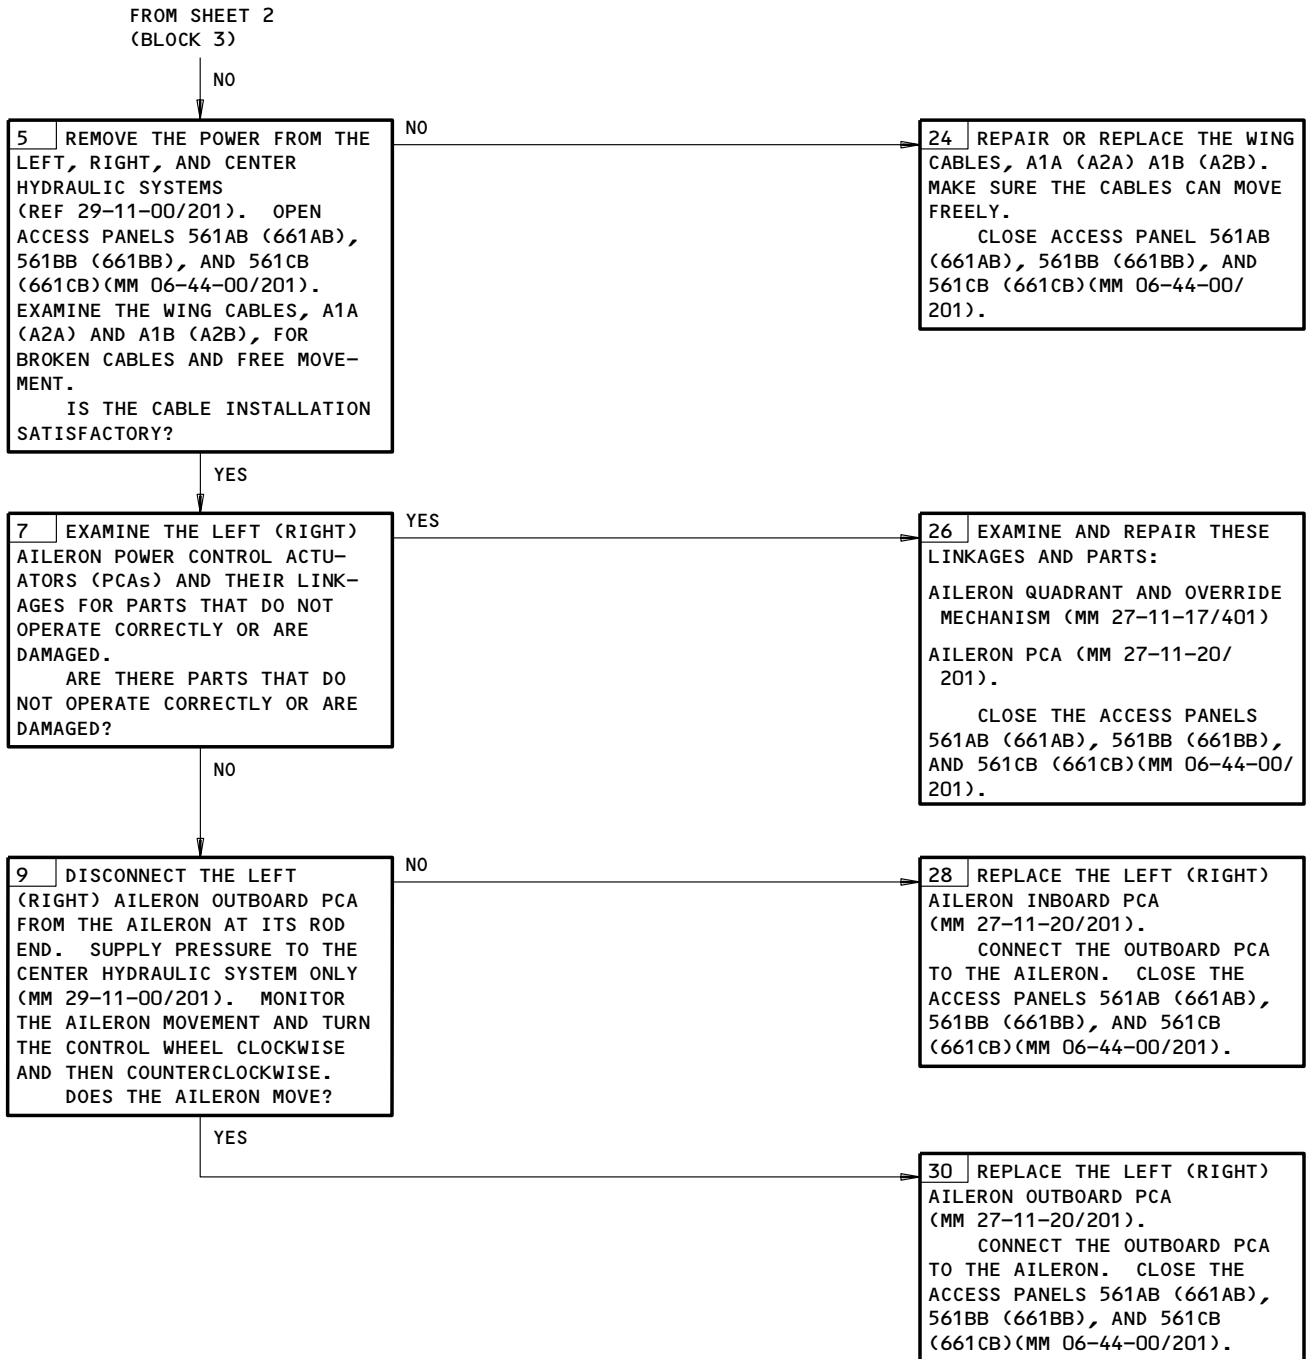 FROM SHEET 2
(BLOCK 3)
NO
5 REMOVE THE POWER FROM THE
LEFT, RIGHT, AND CENTER
HYDRAULIC SYSTEMS
(REF 29-11-00/201). OPEN
ACCESS PANELS 561AB (661AB),
561BB (661BB), AND 561CB
(661CB)(MM 06-44-00/201).
EXAMINE THE WING CABLES, A1A
(A2A) AND A1B (A2B), FOR
BROKEN CABLES AND FREE MOVE-
MENT.
IS THE CABLE INSTALLATION
SATISFACTORY?
NO
24 REPAIR OR REPLACE THE WING
CABLES, A1A (A2A) A1B (A2B).
MAKE SURE THE CABLES CAN MOVE
FREELY.
CLOSE ACCESS PANEL 561AB
(661AB), 561BB (661BB), AND
561CB (661CB)(MM 06-44-00/
201).
YES
7 EXAMINE THE LEFT (RIGHT)
AILERON POWER CONTROL ACTU-
ATORS (PCAs) AND THEIR LINK-
AGES FOR PARTS THAT DO NOT
OPERATE CORRECTLY OR ARE
DAMAGED.
ARE THERE PARTS THAT DO
NOT OPERATE CORRECTLY OR ARE
DAMAGED?
YES
26 EXAMINE AND REPAIR THESE
LINKAGES AND PARTS:
AILERON QUADRANT AND OVERRIDE
MECHANISM (MM 27-11-17/401)
AILERON PCA (MM 27-11-20/
201).
CLOSE THE ACCESS PANELS
561AB (661AB), 561BB (661BB),
AND 561CB (661CB)(MM 06-44-00/
201).
NO
9 DISCONNECT THE LEFT
(RIGHT) AILERON OUTBOARD PCA
FROM THE AILERON AT ITS ROD
END. SUPPLY PRESSURE TO THE
CENTER HYDRAULIC SYSTEM ONLY
(MM 29-11-00/201). MONITOR
THE AILERON MOVEMENT AND TURN
THE CONTROL WHEEL CLOCKWISE
AND THEN COUNTERCLOCKWISE.
DOES THE AILERON MOVE?
NO
28 REPLACE THE LEFT (RIGHT)
AILERON INBOARD PCA
(MM 27-11-20/201).
CONNECT THE OUTBOARD PCA
TO THE AILERON. CLOSE THE
ACCESS PANELS 561AB (661AB),
561BB (661BB), AND 561CB
(661CB)(MM 06-44-00/201).
YES
30 REPLACE THE LEFT (RIGHT)
AILERON OUTBOARD PCA
(MM 27-11-20/201).
CONNECT THE OUTBOARD PCA
TO THE AILERON. CLOSE THE
ACCESS PANELS 561AB (661AB),
561BB (661BB), AND 561CB
(661CB)(MM 06-44-00/201).